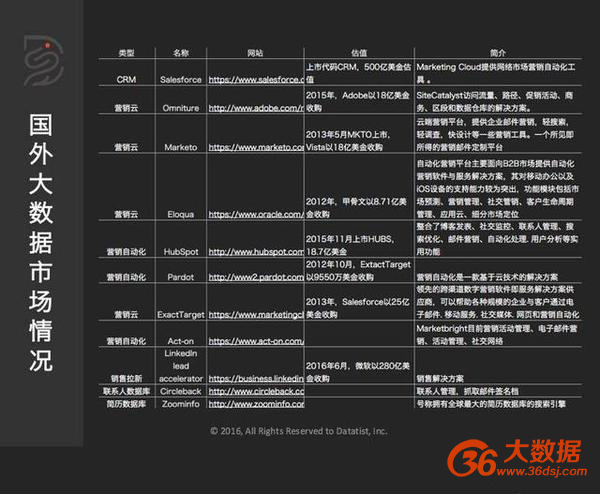 国外大数据市场情况
类型 名称 网站 估值 简介
CRM Salesforce https://www.salesforce.c 上市代码CRM，500亿美金估值 Marketing Cloud提供网络市场营销自动化工具 。
营销云 Omniture https://www.adobe.com/r 2015年，Adobe以18亿美金收购 SiteCatalyst访问流量、路径、促销活动、商务、区段和数据仓库的解决方案。
营销云 Marketo https://www.marketo.com 2013年5月MKTO上市，Vista以18亿美金收购 云端营销平台，提供企业邮件营销，轻搜索，轻调查，快设计等一些营销工具。一个所见即所得的营销邮件定制平台
营销云 Eloqua https://www.oracle.com/ 2012年，甲骨文以8.71亿美金收购 自动化营销平台主要面向B2B市场提供自动化营销软件与服务解决方案，其对移动办公以及iOS设备的支持能力较为突出，功能模块包括市场预测、营销管理、社交营销、客户生命周期管理、应用云、细分市场定位
营销自动化 HubSpot http://www.hubspot.com 2015年11月上市HUBS，18.7亿美金 整合了博客发表、社交监控、联系人管理、搜索优化、邮件营销、自动化处理. 用户分析等实用功能
营销自动化 Pardot http://www2.pardot.com 2012年10月，ExtactTarget以9550万美金收购 营销自动化是一款基于云技术的解决方案
营销云 ExactTarget http://www.marketingcl 2013年，Salesforce以25亿美金收购 领先的跨渠道数字营销软件即服务解决方案供应商，可以帮助各种规模的企业与客户通过电子邮件. 移动服务. 社交媒体. 网页和营销自动化
营销自动化 Act-on http://www.act-on.com/ Marketbright目前营销活动管理、电子邮件营销、活动管理、社交网络
销售拉新 LinkedIn lead accelerator https://business.linkedin 2016年6月，微软以280亿美金收购 销售解决方案
联系人数据库 Circleback http://www.circleback.co 联系人管理，抓取邮件签名档
简历数据库 Zoominfo http://www.zoominfo.co 号称拥有全球最大的简历数据库的搜索引擎
© 2016, All Rights Reserved to Datatist, Inc.
36大数据
www.36dsj.com